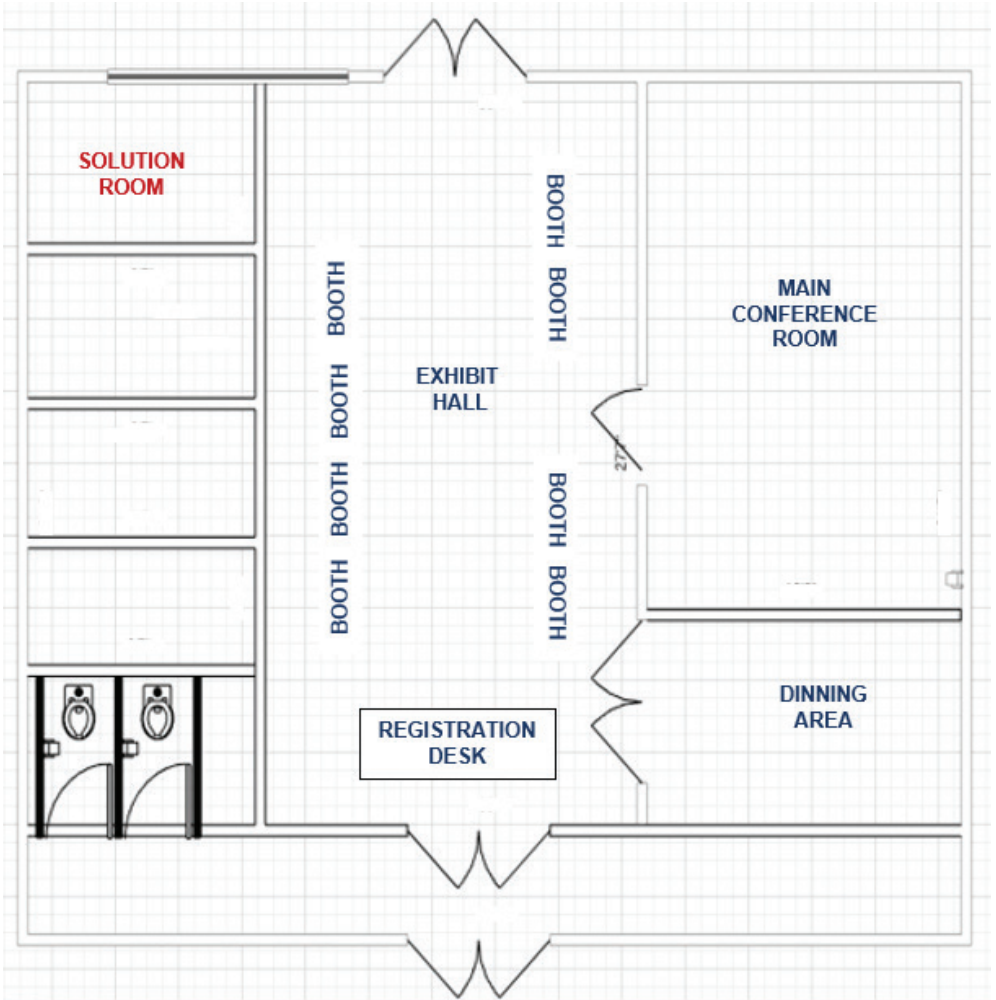 SOLUTION
ROOM
BOOTH
BOOTH
BOOTH
BOOTH
BOOTH
BOOTH
BOOTH
BOOTH
EXHIBIT
HALL
MAIN
CONFERENCE
ROOM
DINNING
AREA
REGISTRATION
DESK